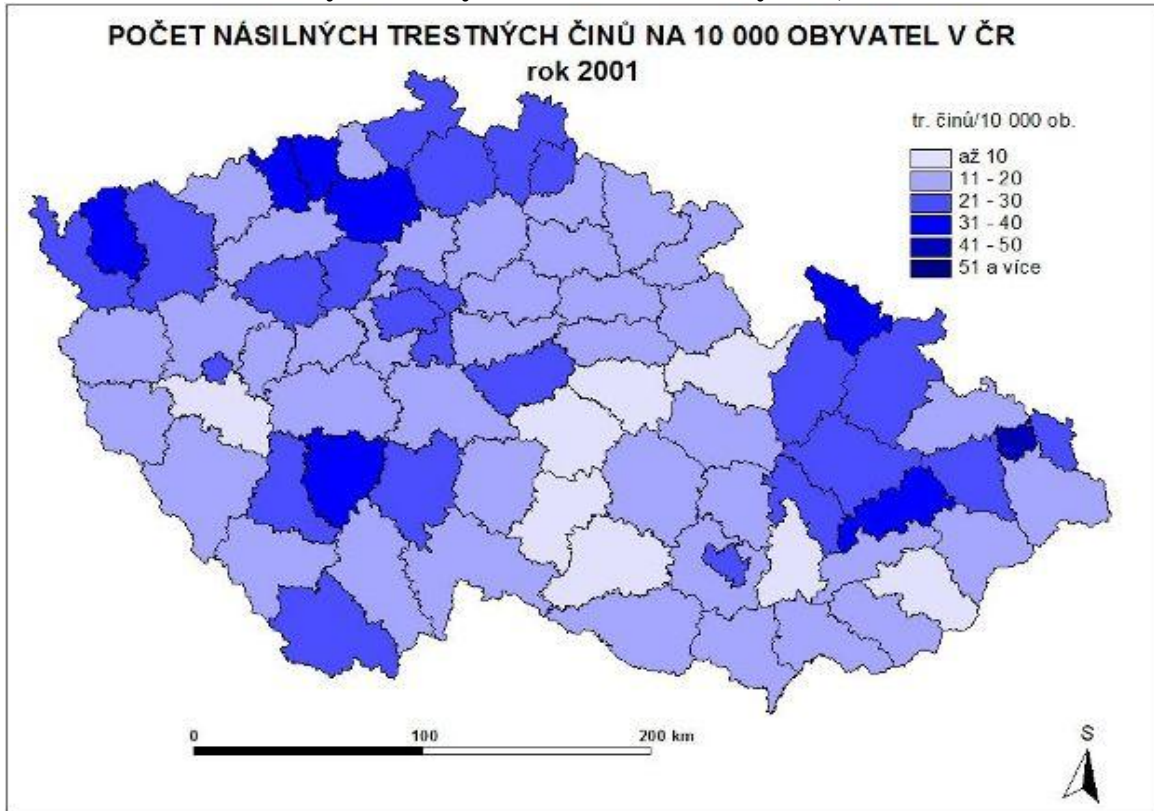 POČET NÁSILNÝCH TRESTNÝCH ČINŮ NA 10 000 OBYVATEL V ČR
rok 2001
tr. činů/10 000 ob.
až 10
11 - 20
21 - 30
31 - 40
41 - 50
51 a více
0 100 200 km
S